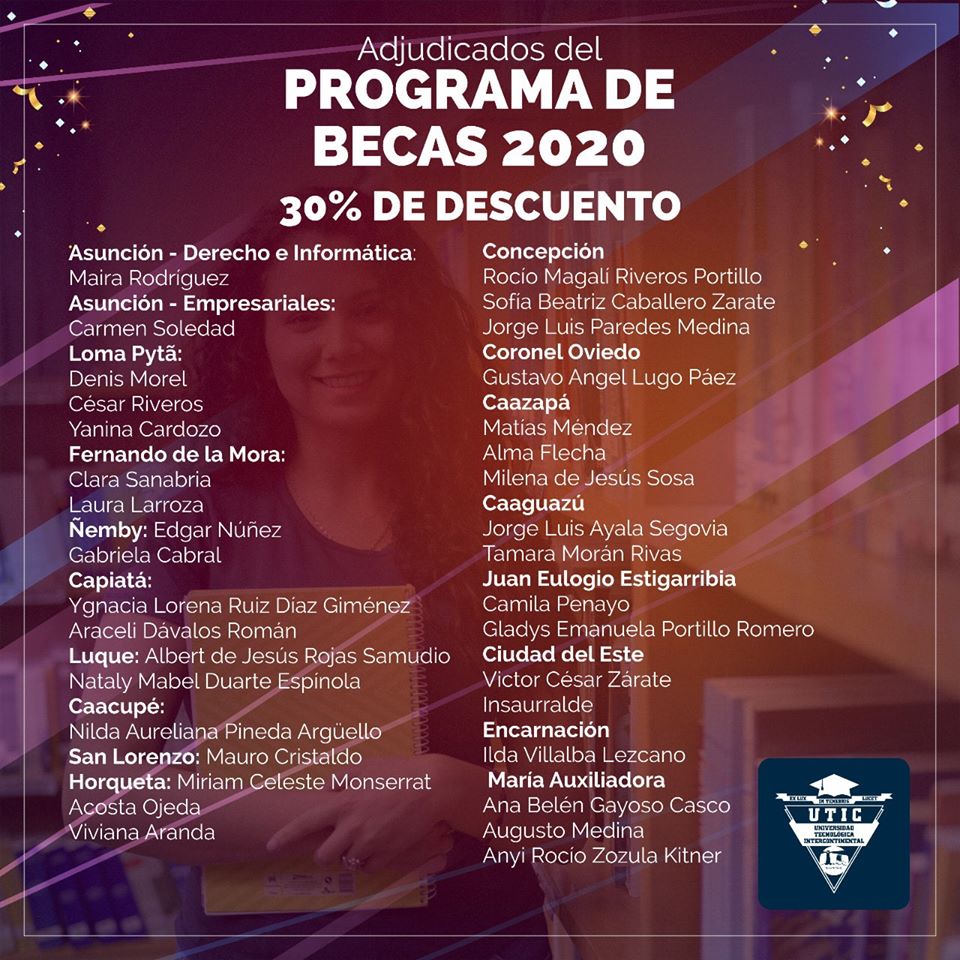 Adjudicados del
PROGRAMA DE
BECAS 2020
30% DE DESCUENTO
Asunción - Derecho e Informática:
Maira Rodríguez
Asunción - Empresariales:
Carmen Soledad
Loma Pytã:
Denis Morel
César Riveros
Yanina Cardozo
Fernando de la Mora:
Clara Sanabria
Laura Larroza
Ñemby: Edgar Núñez
Gabriela Cabral
Capiatá:
Ygnacia Lorena Ruiz Díaz Giménez
Araceli Dávalos Román
Luque: Albert de Jesús Rojas Samudio
Nataly Mabel Duarte Espínola
Caacupé:
Nilda Aureliana Pineda Argüello
San Lorenzo: Mauro Cristaldo
Horqueta: Miriam Celeste Monserrat
Acosta Ojeda
Viviana Aranda
Concepción
Rocío Magalí Riveros Portillo
Sofía Beatriz Caballero Zarate
Jorge Luis Paredes Medina
Coronel Oviedo
Gustavo Angel Lugo Páez
Caazapá
Matías Méndez
Alma Flecha
Milena de Jesús Sosa
Caaguazú
Jorge Luis Ayala Segovia
Tamara Morán Rivas
Juan Eulogio Estigarribia
Camila Penayo
Gladys Emanuela Portillo Romero
Ciudad del Este
Victor César Zárate
Insaurralde
Encarnación
Ilda Villalba Lezcano
María Auxiliadora
Ana Belén Gayoso Casco
Augusto Medina
Anyi Rocío Zozula Kitner
EX LUX IN TENEBRIS LUCET
UTIC
UNIVERSIDAD
TECNOLÓGICA
INTERCONTINENTAL